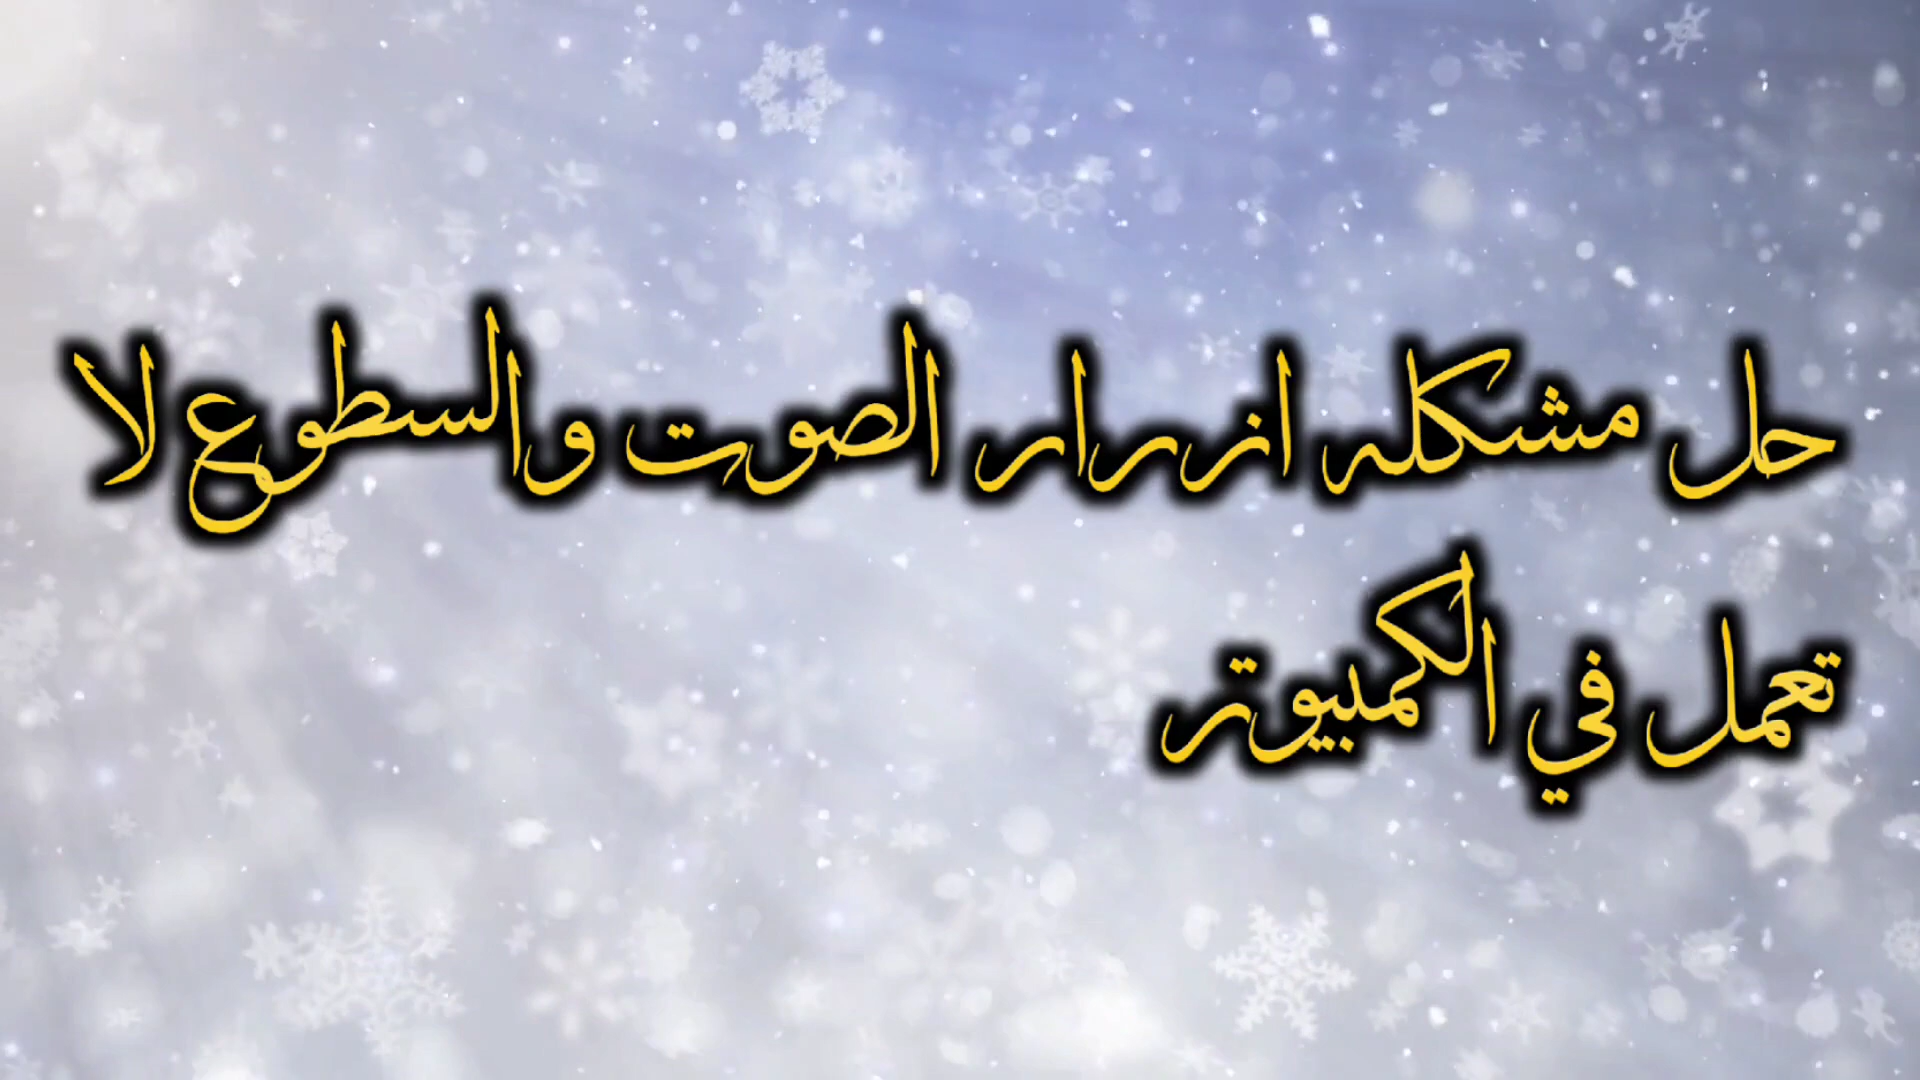 حل مشكله ازرار الصوت والسطوع لا
تعمل في الكمبيوتر